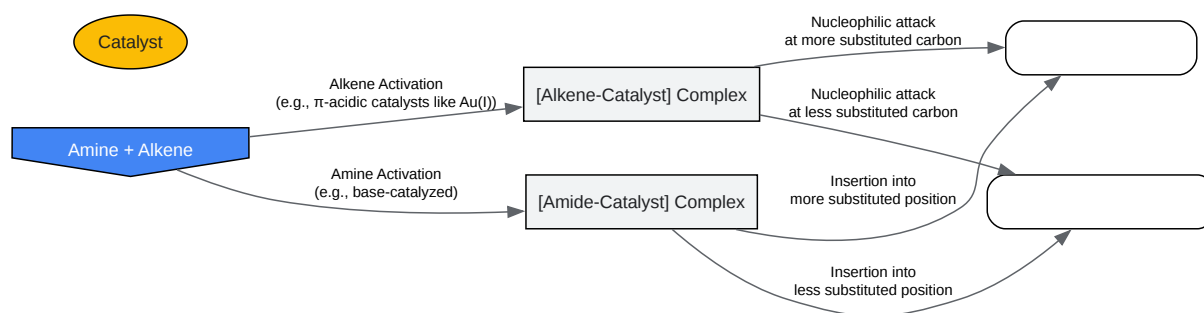 Catalyst
Amine + Alkene
Alkene Activation
(e.g., π-acidic catalysts like Au(I))
Amine Activation
(e.g., base-catalyzed)
[Alkene-Catalyst] Complex
[Amide-Catalyst] Complex
Nucleophilic attack
at more substituted carbon
Nucleophilic attack
at less substituted carbon
Insertion into
more substituted position
Insertion into
less substituted position